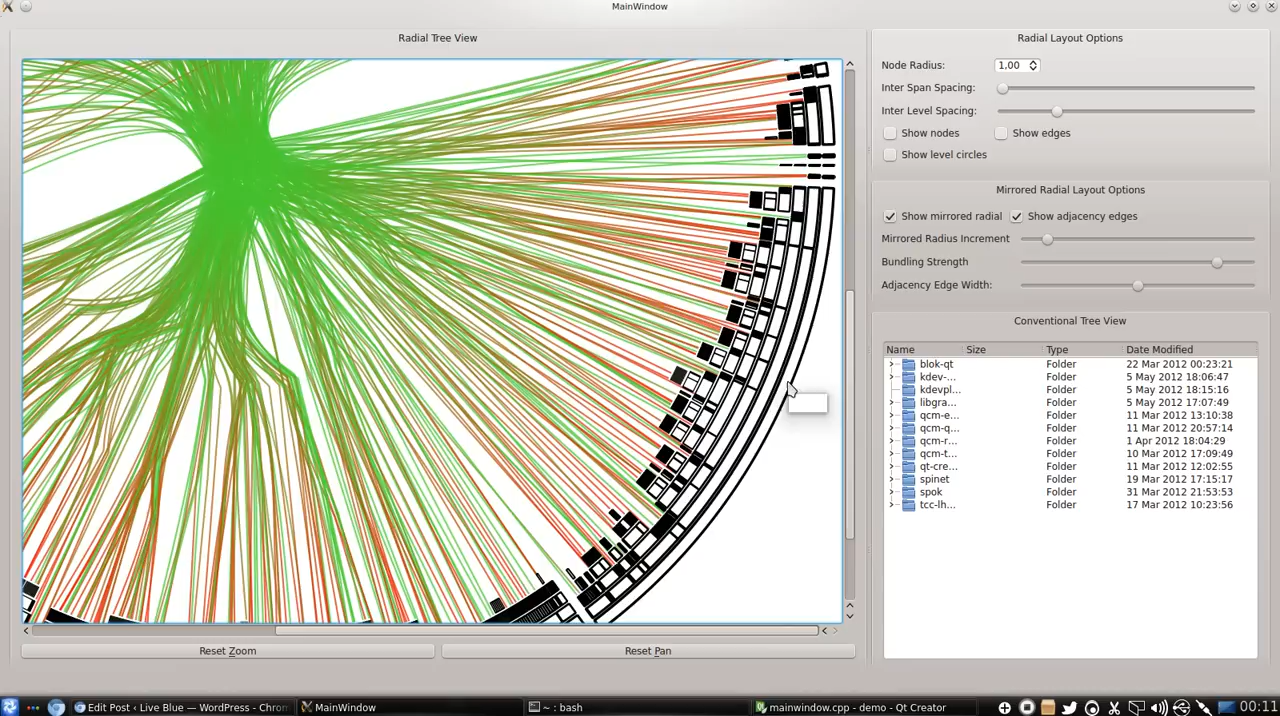 MainWindow
Radial Tree View
Reset Zoom
Reset Pan
Radial Layout Options
Node Radius: 1,00
Inter Span Spacing:
Inter Level Spacing:
Show nodes Show edges
Show level circles
Mirrored Radial Layout Options
Show mirrored radial Show adjacency edges
Mirrored Radius Increment
Bundling Strength
Adjacency Edge Width:
Conventional Tree View
Name Size Type Date Modified
blok-qt Folder 22 Mar 2012 00:23:21
kdev-... Folder 5 May 2012 18:06:47
kdevpl... Folder 5 May 2012 18:15:16
libgra... Folder 5 May 2012 17:07:49
qcm-e... Folder 11 Mar 2012 13:10:38
qcm-q... Folder 11 Mar 2012 20:57:14
qcm-r... Folder 1 Apr 2012 18:04:29
qcm-t... Folder 10 Mar 2012 17:09:49
qt-cre... Folder 11 Mar 2012 12:02:55
spinet Folder 19 Mar 2012 17:15:17
spok Folder 31 Mar 2012 21:53:53
tcc-lh... Folder 17 Mar 2012 10:23:56
Edit Post ‹ Live Blue — WordPress - Chrom MainWindow ~ : bash mainwindow.cpp - demo - Qt Creator 00:11